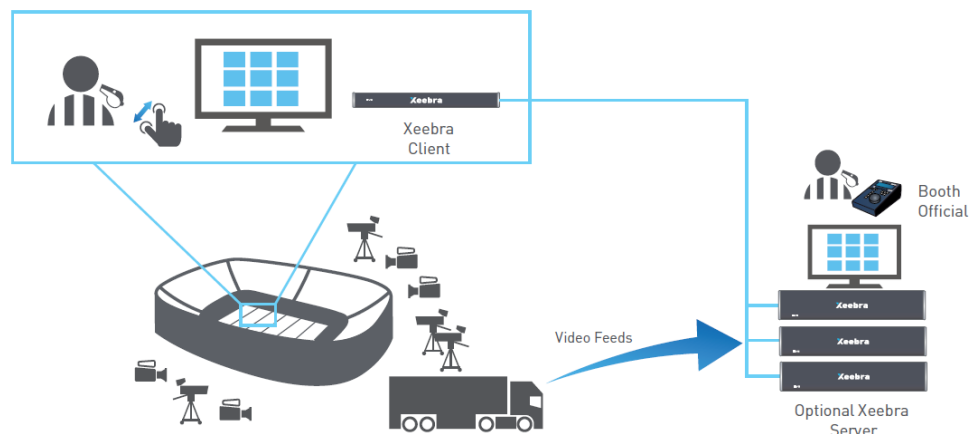 Xeebra
Xeebra
Client
Booth
Official
Xeebra
Video Feeds
Xeebra
Xeebra
Optional Xeebra
Server